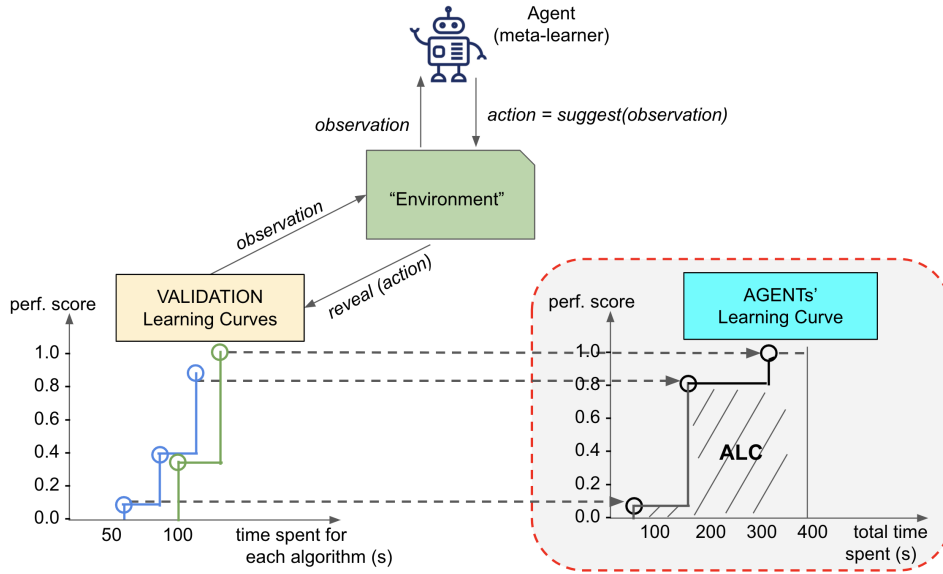 Agent
(meta-learner)
observation
action = suggest(observation)
“Environment”
observation
reveal (action)
VALIDATION
Learning Curves
perf. score
1.0
0.8
0.6
0.4
0.2
0.0
50
100
time spent for
each algorithm (s)
AGENTs’
Learning Curve
perf. score
1.0
0.8
0.6
0.4
0.2
0.0
ALC
100
200
300
400
total time
spent (s)